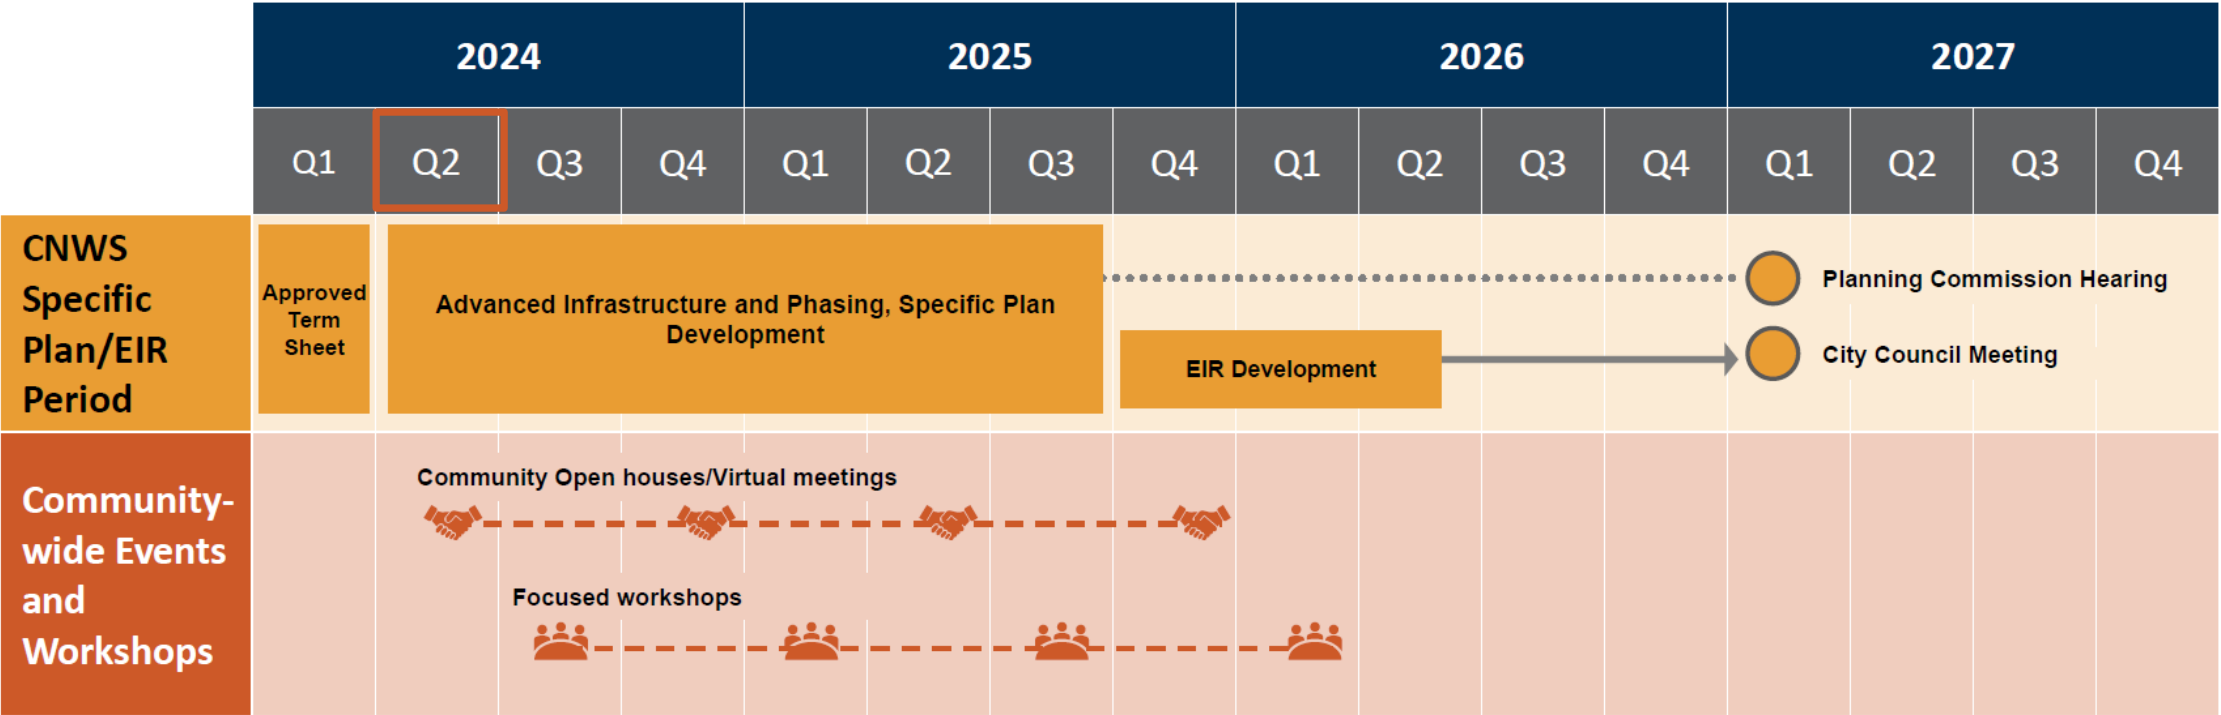 2024 2025 2026 2027
Q1 Q2 Q3 Q4 Q1 Q2 Q3 Q4 Q1 Q2 Q3 Q4 Q1 Q2 Q3 Q4
CNWS
Specific
Plan/EIR
Period
Approved
Term
Sheet
Advanced Infrastructure and Phasing, Specific Plan
Development
Planning Commission Hearing
EIR Development
City Council Meeting
Community-
wide Events
and
Workshops
Community Open houses/Virtual meetings
Focused workshops